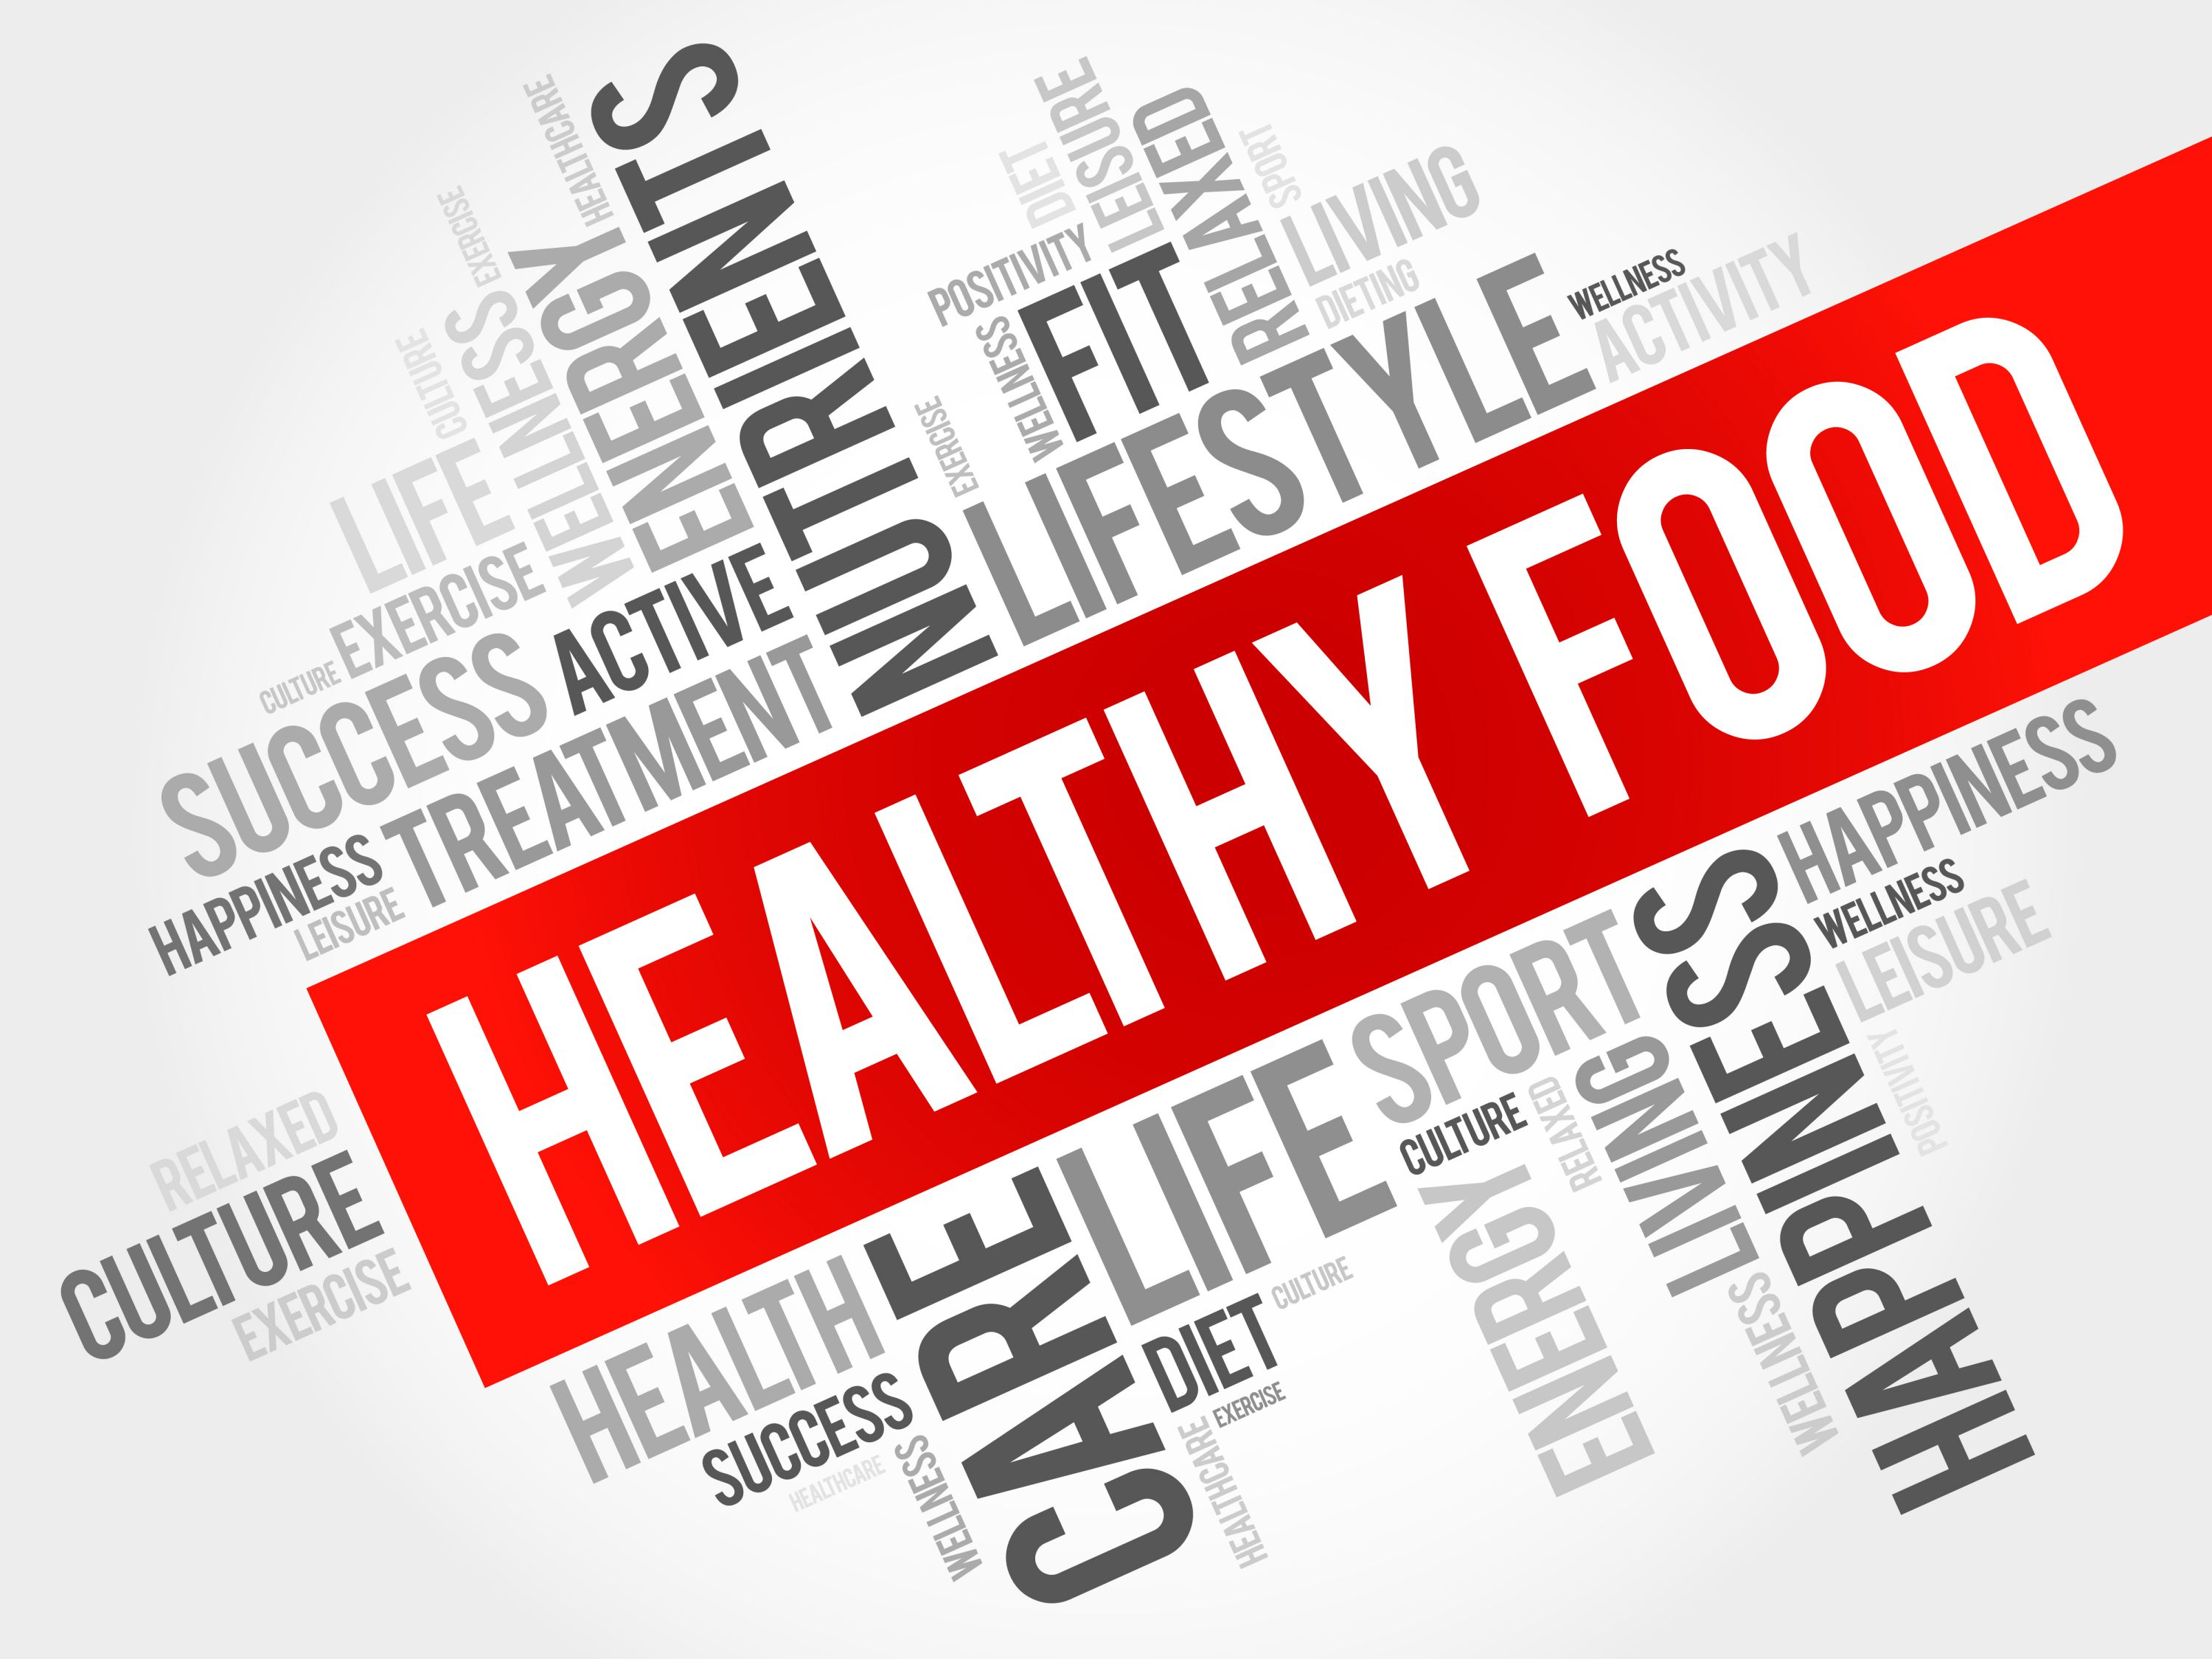 HEALTHCARE
EXERCISE
CULTURE
LIFE
WELLNESS
ENERGY
NUTRIENTS
CULTURE
EXERCISE
SUCCESS
ACTIVE
HAPPINESS
TREATMENT
LEISURE
DIET
LEISURE
RELAXED
SPORT
POSITIVITY
FIT
LIVING
DIETING
WELLNESS
EXERCISE
LIFESTYLE
WELLNESS
ACTIVITY
HEALTHY FOOD
RELAXED
CULTURE
EXERCISE
HEALTH
CARE
LIFE
SPORT
HAPPINESS
HAPPINESS
WELLNESS
LEISURE
POSITIVITY
CULTURE
RELAXED
LIVING
ENERGY
WELLNESS
SUCCESS
HEALTHCARE
WELLNESS
DIET
CULTURE
EXERCISE
HEALTHCARE